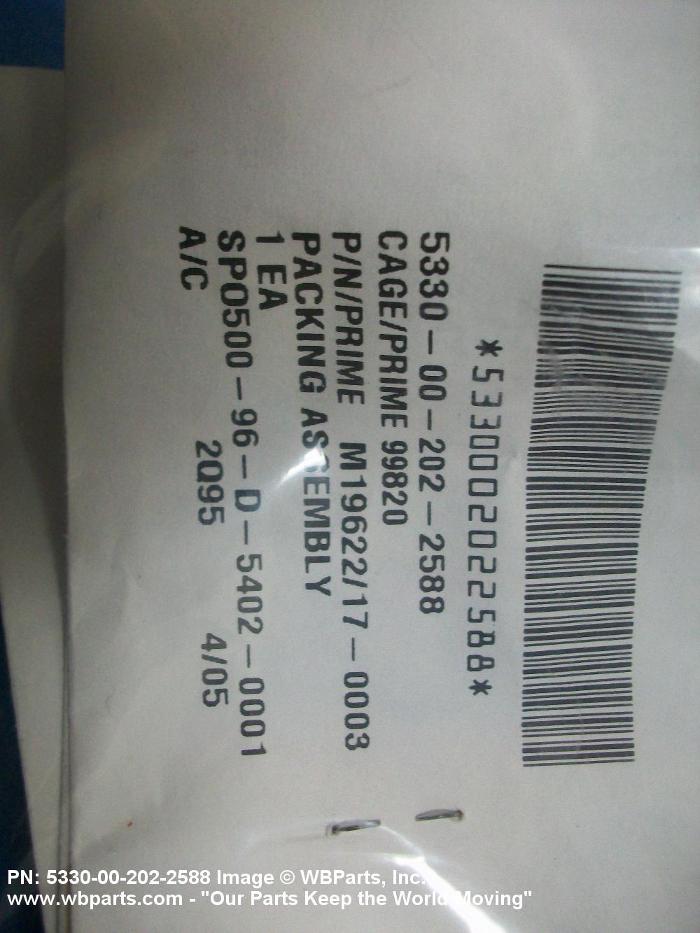 *5330002022588*
5330-00-202-2588
CAGE/PRIME 99820
P/N/PRIME M19622/17-0003
PACKING ASSEMBLY
1 EA
SPO500-96-D-5402-0001
A/C 2Q95 4/05
PN: 5330-00-202-2588 Image © WBParts, Inc.
www.wbparts.com - "Our Parts Keep the World Moving"